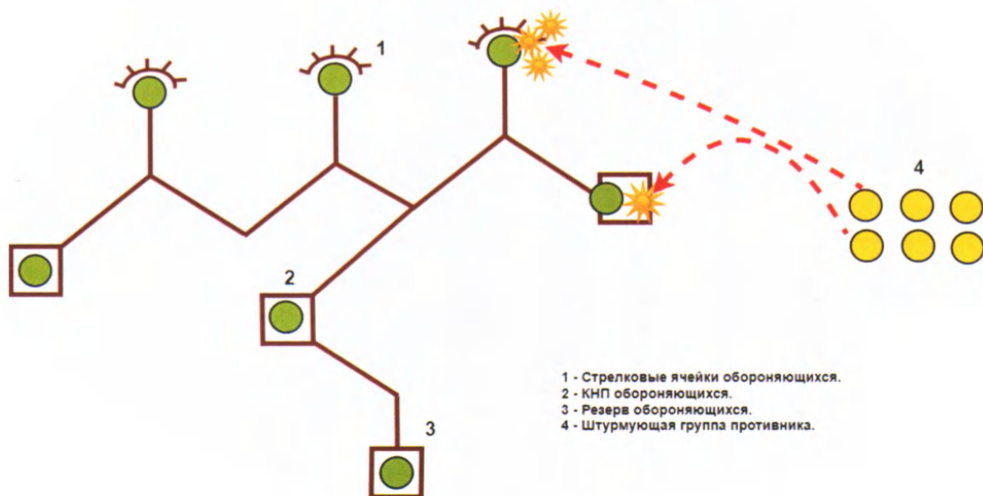 1
4
2
3
1 - Стрелковые ячейки обороняющихся.
2 - КНП обороняющихся.
3 - Резерв обороняющихся.
4 - Штурмующая группа противника.